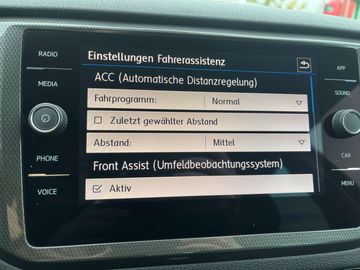 RADIO
MEDIA
PHONE
VOICE
Einstellungen Fahrerassistenz
ACC (Automatische Distanzregelung)
Fahrprogramm: Normal
Zuletzt gewählter Abstand
Abstand: Mittel
Front Assist (Umfeldbeobachtungssystem)
Aktiv
APP
SOUND
CAR
MENU